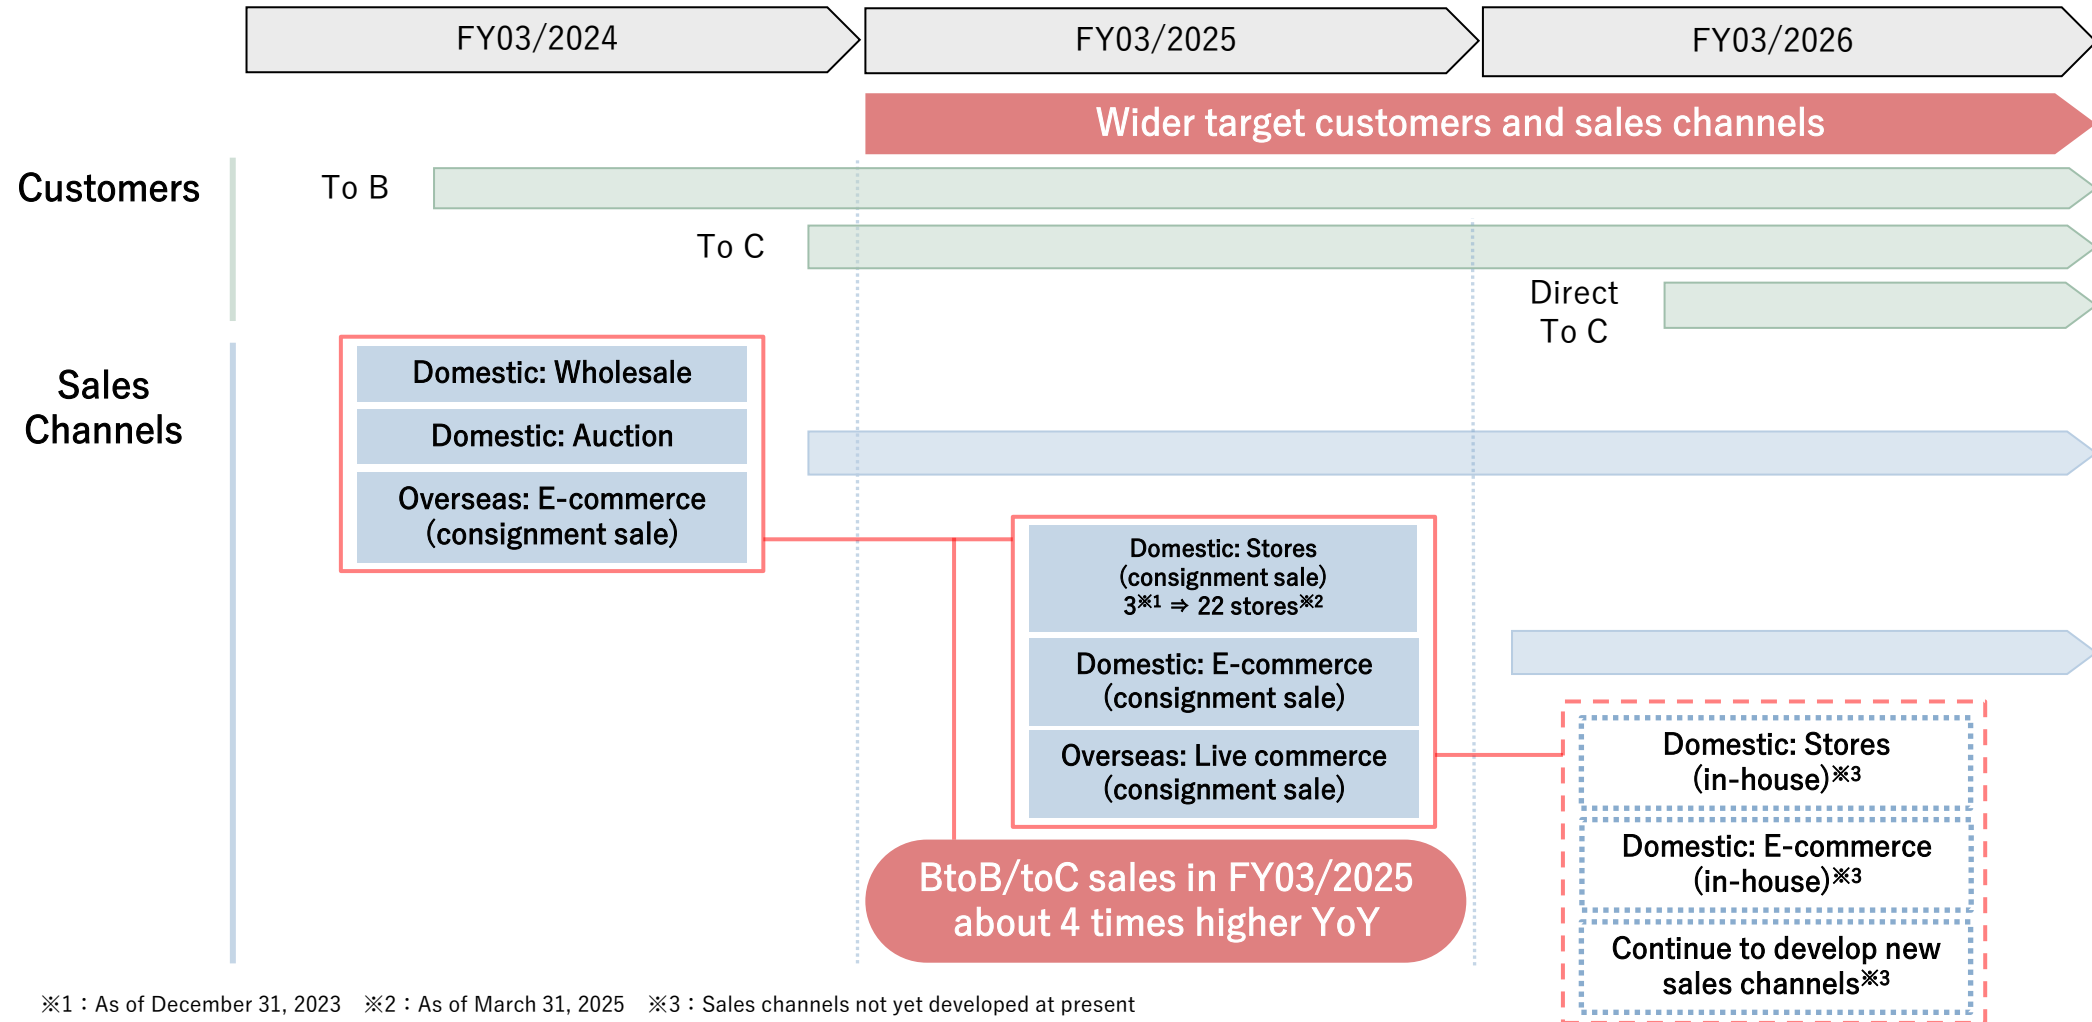 FY03/2024
FY03/2025
FY03/2026
Wider target customers and sales channels
Customers
To B
To C
Direct
To C
Sales
Channels
Domestic: Wholesale
Domestic: Auction
Overseas: E-commerce
(consignment sale)
Domestic: Stores
(consignment sale)
3※1 ⇒ 22 stores※2
Domestic: E-commerce
(consignment sale)
Overseas: Live commerce
(consignment sale)
Domestic: Stores
(in-house)※3
Domestic: E-commerce
(in-house)※3
Continue to develop new
sales channels※3
BtoB/toC sales in FY03/2025
about 4 times higher YoY
※1：As of December 31, 2023 ※2：As of March 31, 2025 ※3：Sales channels not yet developed at present